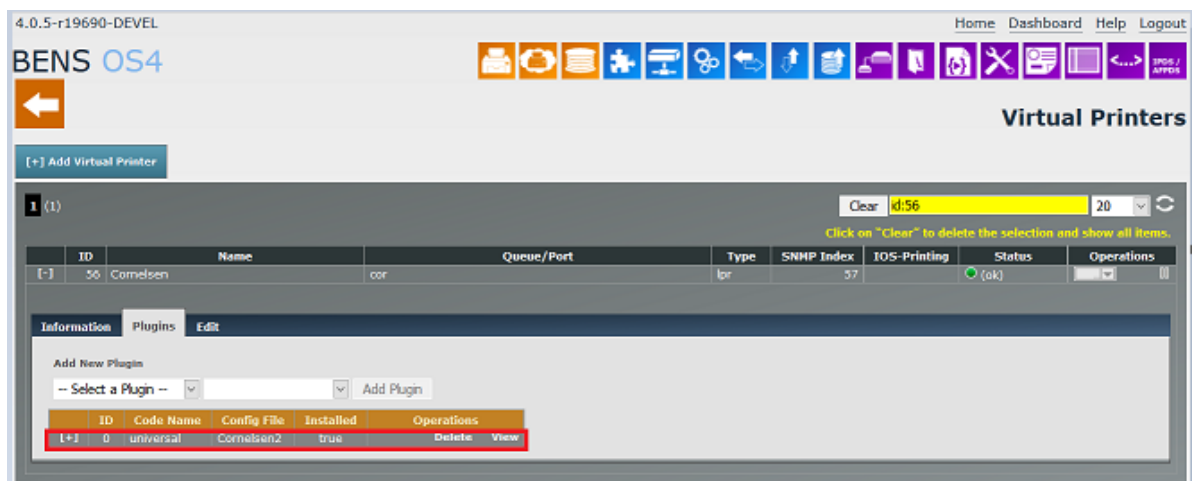 4.0.5-r19690-DEVEL Home Dashboard Help Logout
BENS OS4
<...> IPDS / AFPDS
Virtual Printers
[+] Add Virtual Printer
1 (1) Clear id:56 20
Click on "Clear" to delete the selection and show all items.
ID Name Queue/Port Type SNMP Index IOS-Printing Status Operations
[-] 56 Cornelsen cor lpr 57 (ok)
Information Plugins Edit
Add New Plugin
-- Select a Plugin -- Add Plugin
ID Code Name Config File Installed Operations
[+] 0 universal Cornelsen2 true Delete View